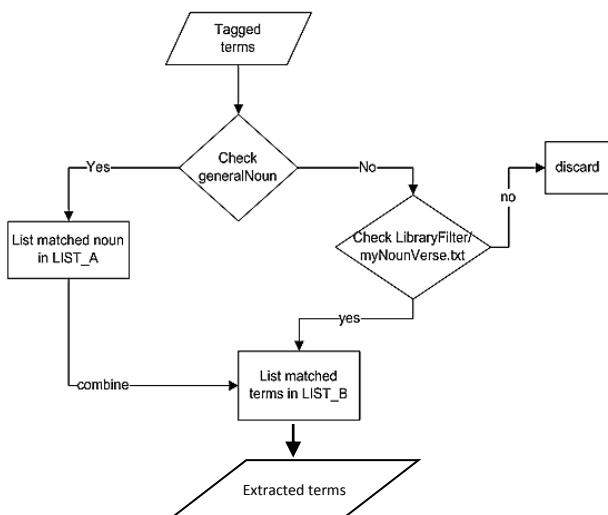 Tagged
terms
Check
generalNoun
Yes
No
discard
no
List matched noun
in LIST_A
Check LibraryFilter/
myNounVerse.txt
yes
combine
List matched
terms in LIST_B
Extracted terms